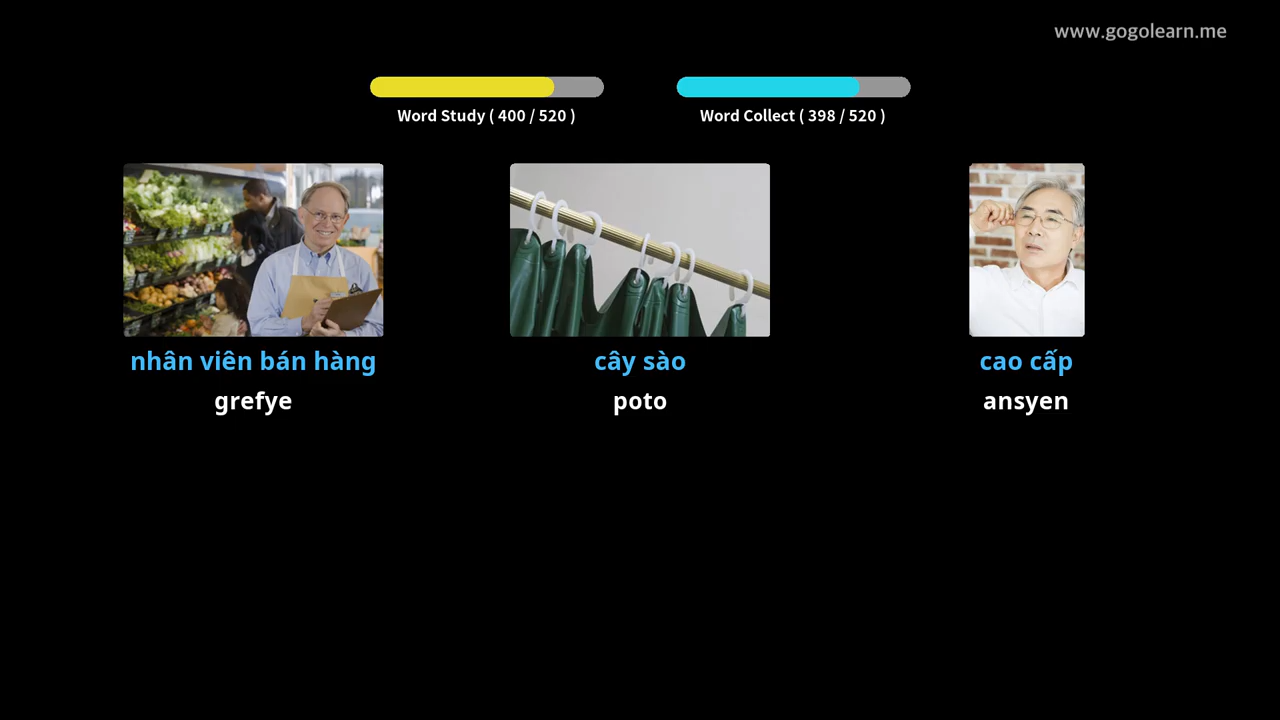 www.gogolearn.me
Word Study ( 400 / 520 )
Word Collect ( 398 / 520 )
nhân viên bán hàng
grefye
cây sào
poto
cao cấp
ansyen